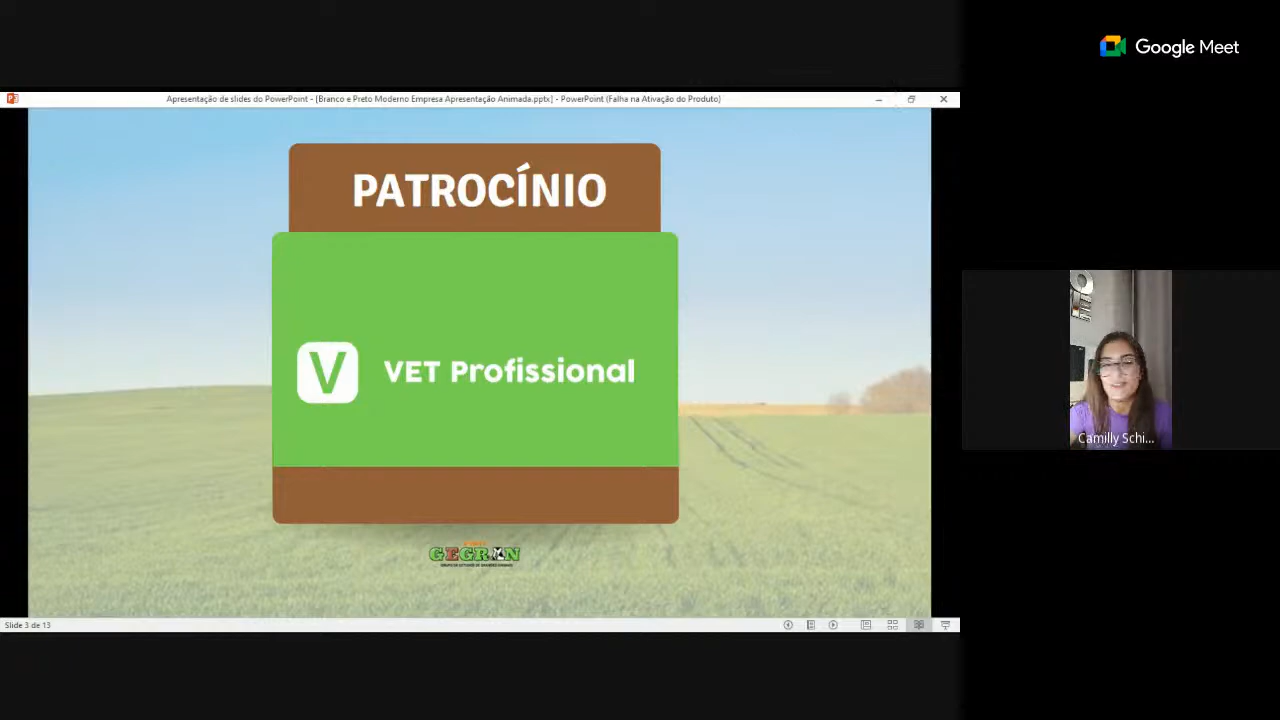 Google Meet
Apresentação de slides do PowerPoint - [Branco e Preto Moderno Empresa Apresentação Animada.pptx] - PowerPoint (Falha na Ativação do Produto)
PATROCÍNIO
V VET Profissional
GEGRAN
Camilly Schi...
Slide 3 de 13